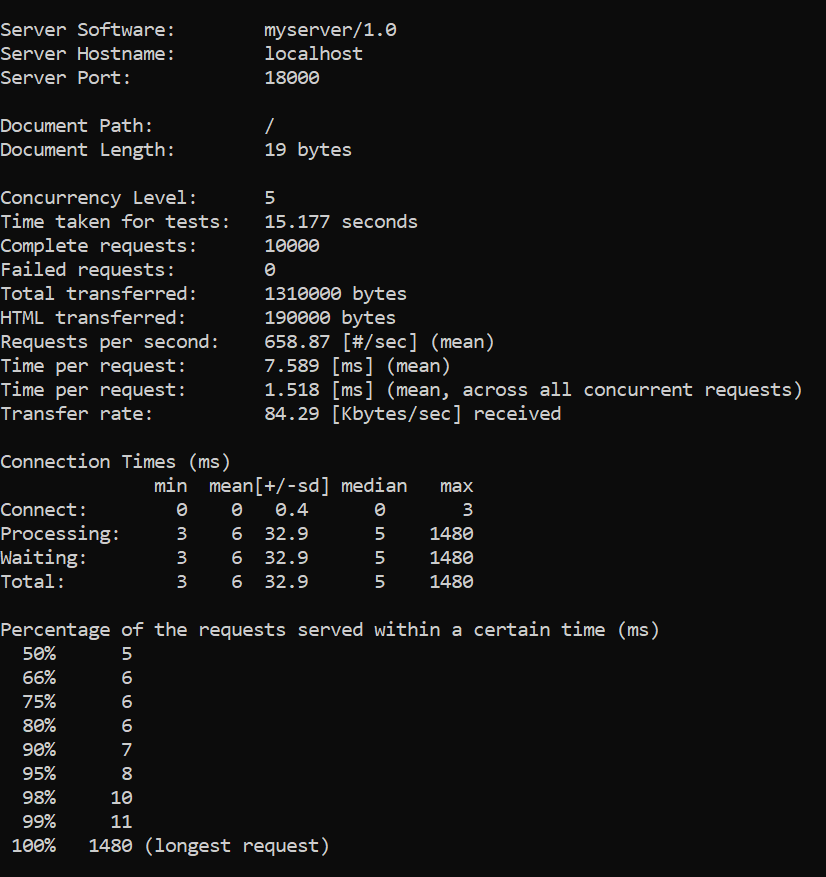 Server Software:        myserver/1.0
Server Hostname:        localhost
Server Port:            18000
Document Path:          /
Document Length:        19 bytes
Concurrency Level:      5
Time taken for tests:   15.177 seconds
Complete requests:      10000
Failed requests:        0
Total transferred:      1310000 bytes
HTML transferred:       190000 bytes
Requests per second:    658.87 [#/sec] (mean)
Time per request:       7.589 [ms] (mean)
Time per request:       1.518 [ms] (mean, across all concurrent requests)
Transfer rate:          84.29 [Kbytes/sec] received
Connection Times (ms)
              min  mean[+/-sd] median   max
Connect:        0    0   0.4      0       3
Processing:     3    6  32.9      5    1480
Waiting:        3    6  32.9      5    1480
Total:          3    6  32.9      5    1480
Percentage of the requests served within a certain time (ms)
  50%      5
  66%      6
  75%      6
  80%      6
  90%      7
  95%      8
  98%     10
  99%     11
 100%   1480 (longest request)